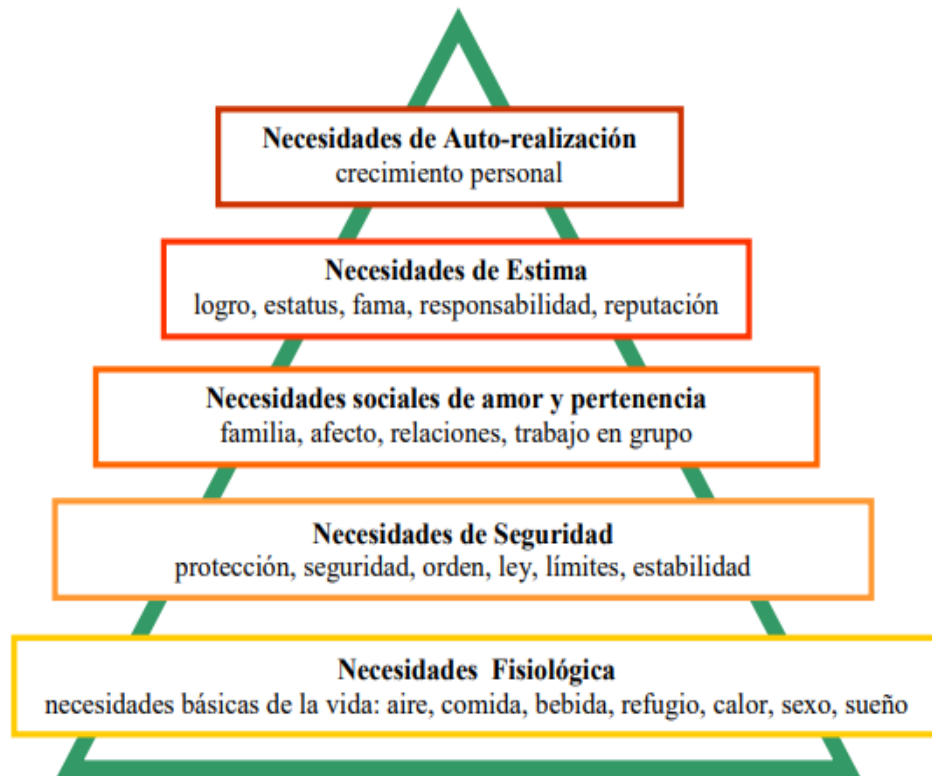 Necesidades de Auto-realización
crecimiento personal
Necesidades de Estima
logro, estatus, fama, responsabilidad, reputación
Necesidades sociales de amor y pertenencia
familia, afecto, relaciones, trabajo en grupo
Necesidades de Seguridad
protección, seguridad, orden, ley, límites, estabilidad
Necesidades Fisiológica
necesidades básicas de la vida: aire, comida, bebida, refugio, calor, sexo, sueño